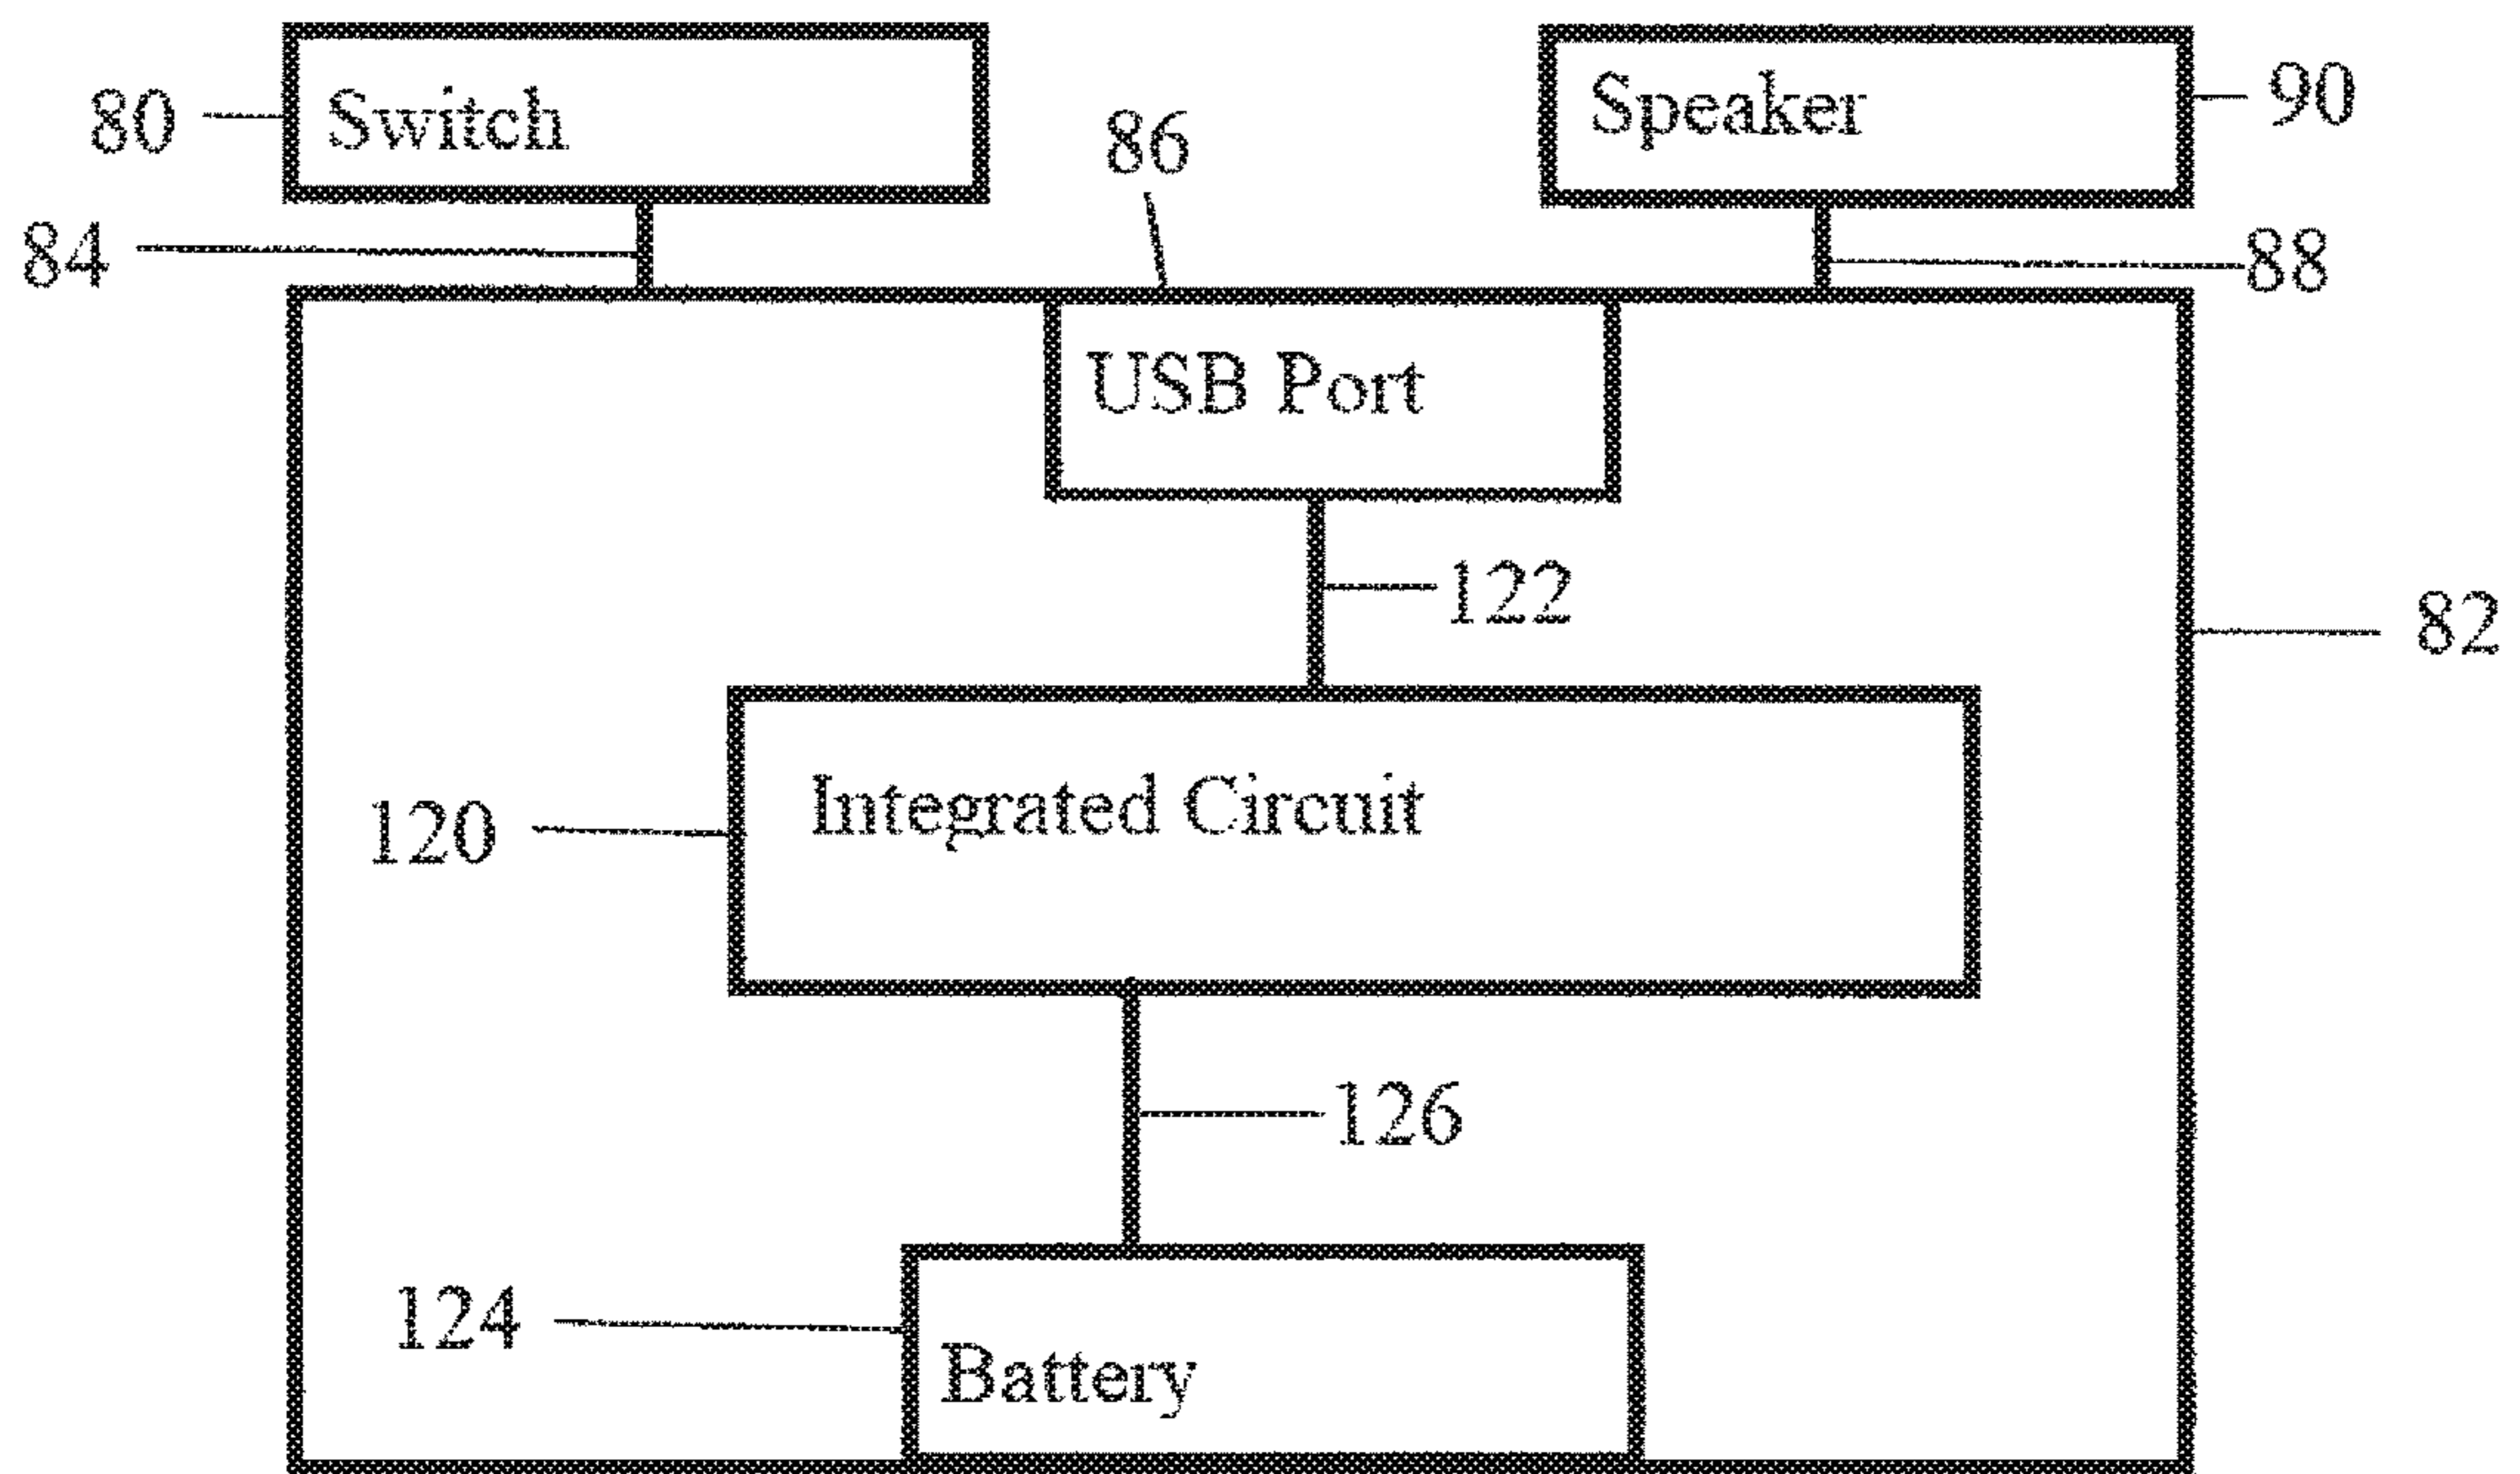 80
Switch
86
Speaker
90
84
88
USB Port
122
82
120
Integrated Circuit
126
124
Battery